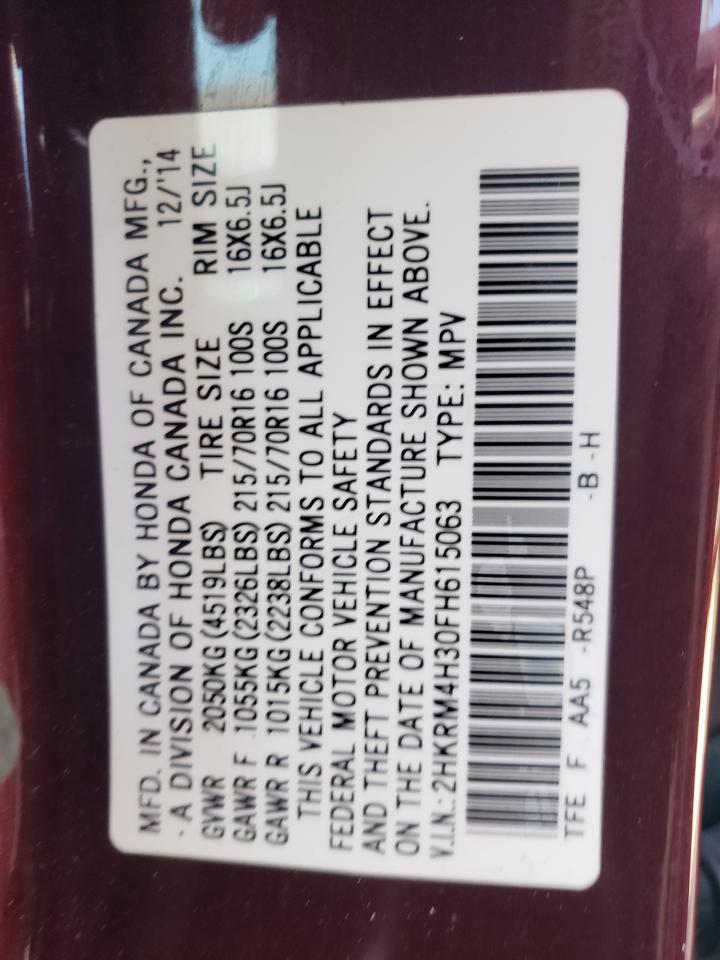 MFD. IN CANADA BY HONDA OF CANADA MFG.,
- A DIVISION OF HONDA CANADA INC. 12/'14
GVWR 2050KG(4519LBS) TIRE SIZE RIM SIZE
GAWR F 1055KG(2326LBS) 215/70R16 100S 16X6.5J
GAWR R 1015KG(2238LBS) 215/70R16 100S 16X6.5J
THIS VEHICLE CONFORMS TO ALL APPLICABLE
FEDERAL MOTOR VEHICLE SAFETY
AND THEFT PREVENTION STANDARDS IN EFFECT
ON THE DATE OF MANUFACTURE SHOWN ABOVE.
V.I.N.:2HKRM4H30FH615063 TYPE: MPV
TFE F AA5 -R548P -B -H